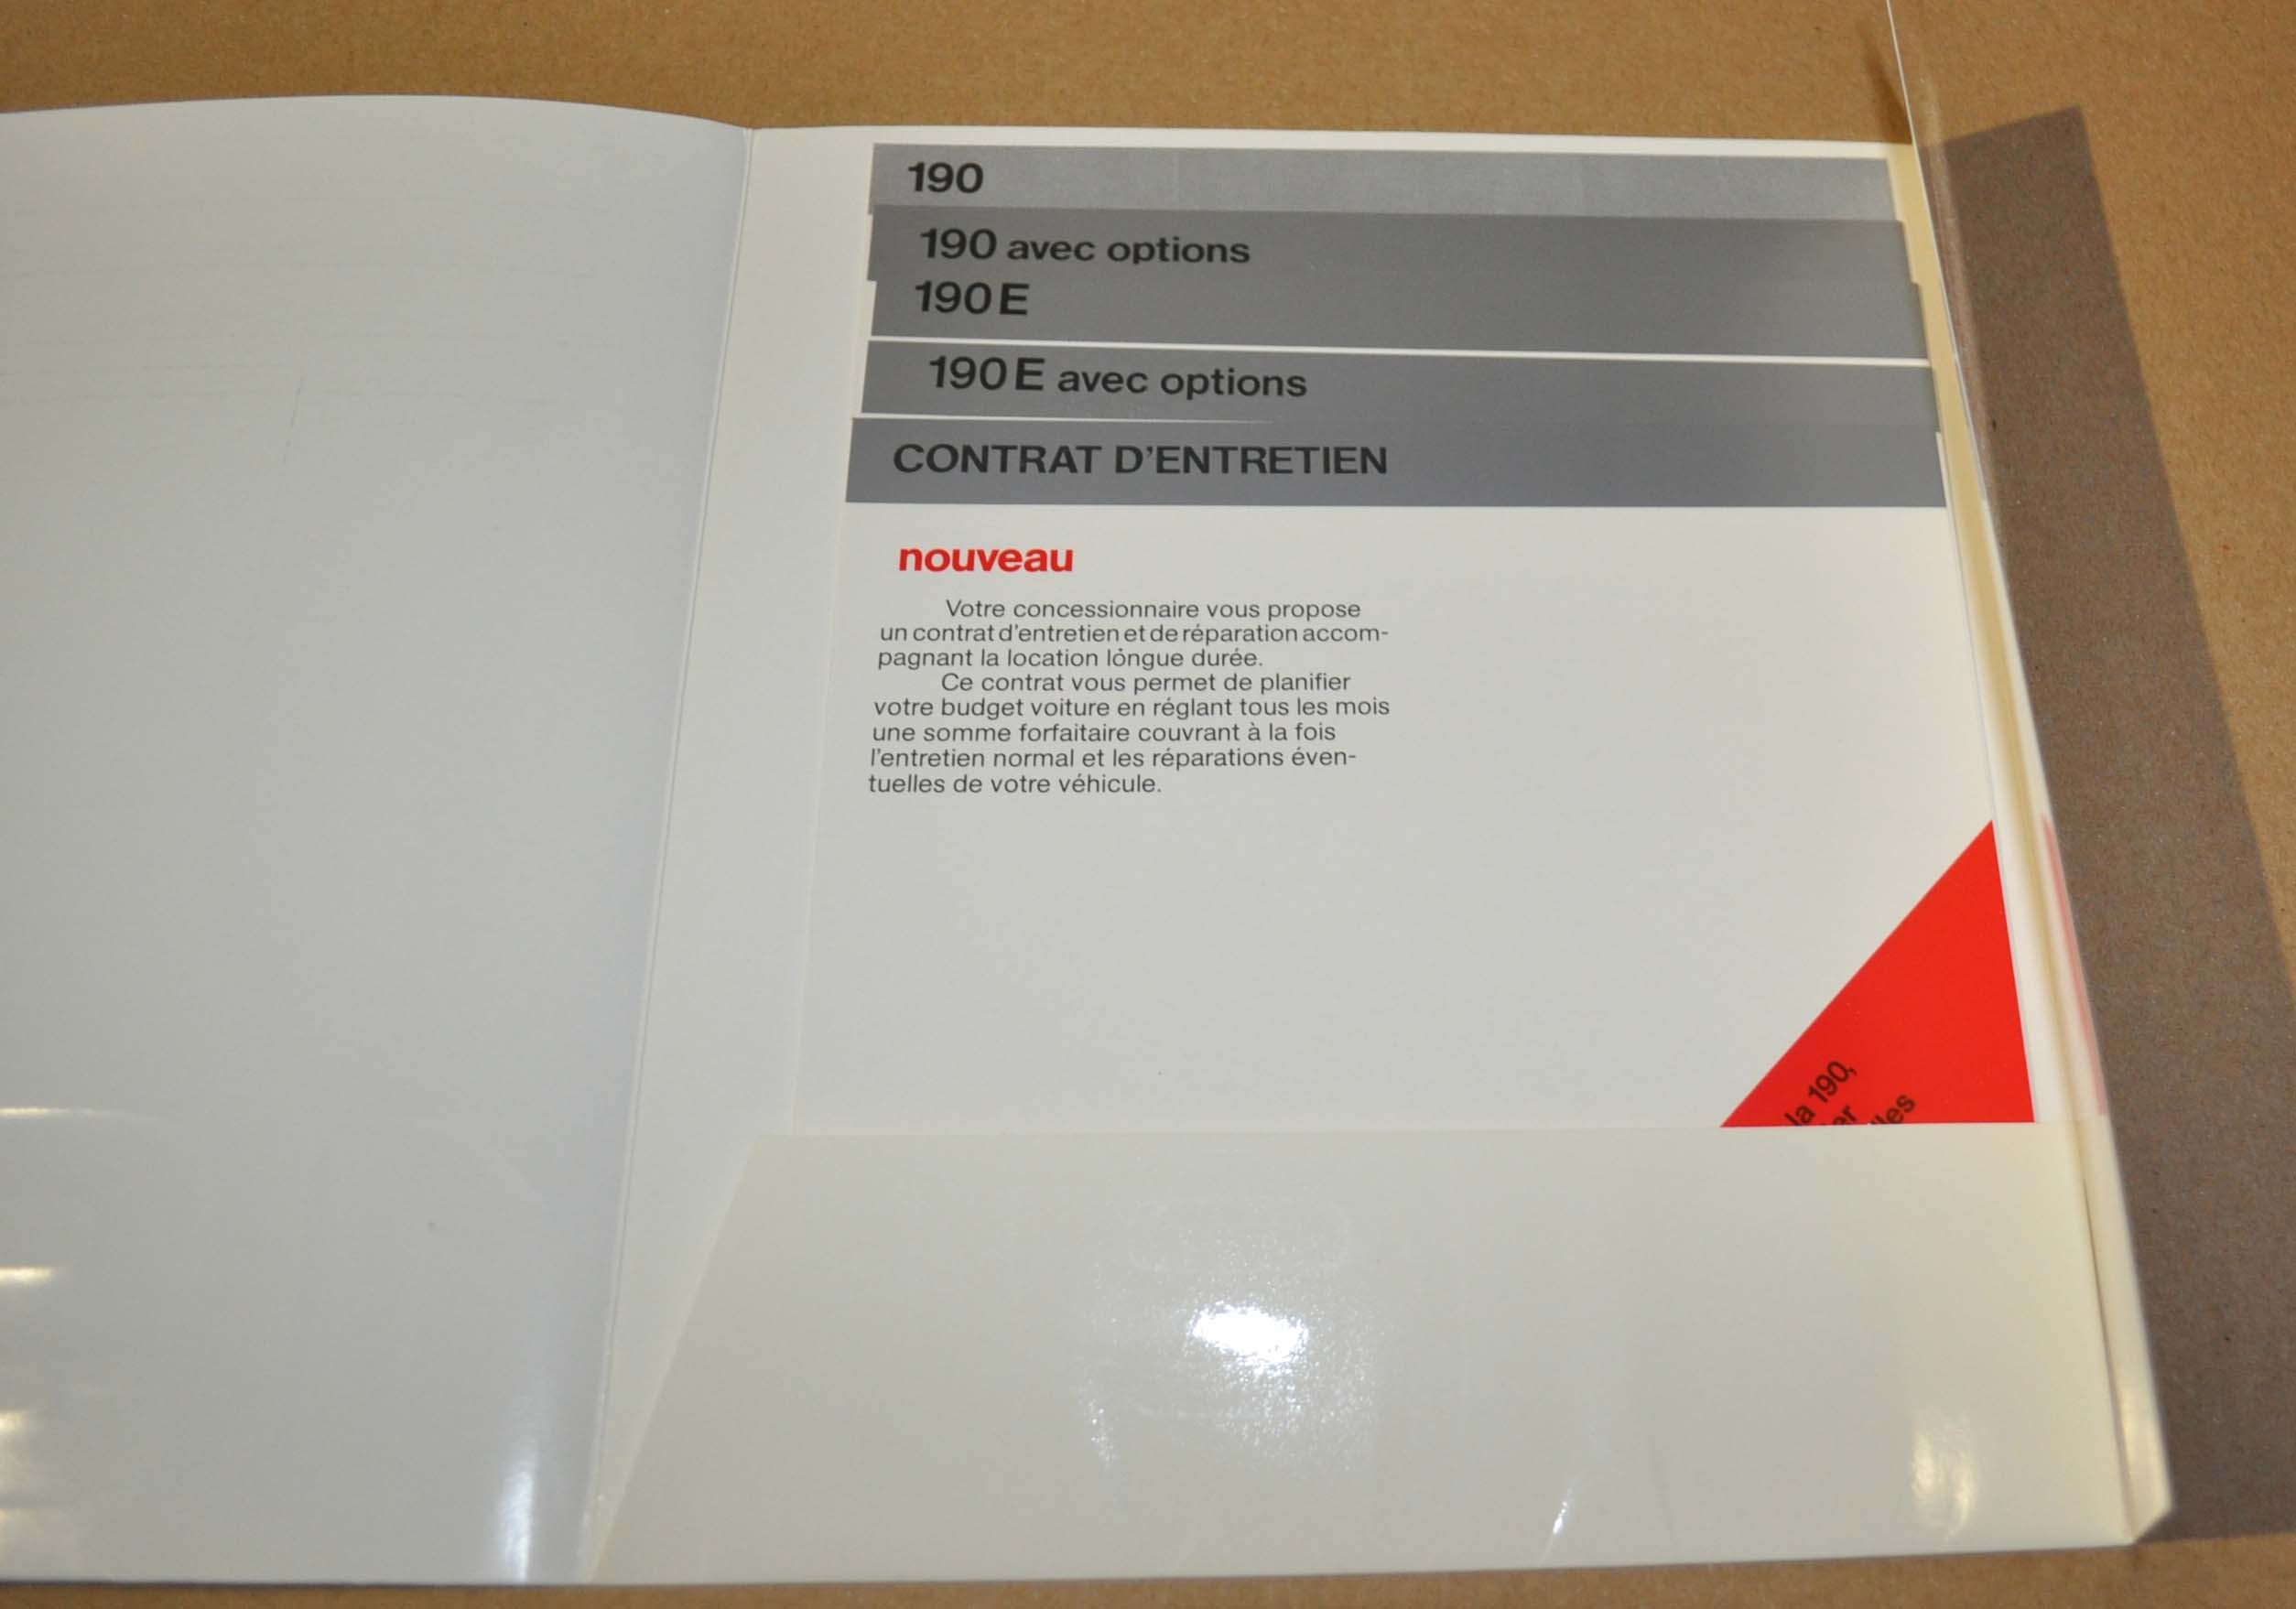 190
190 avec options
190 E
190 E avec options
CONTRAT D'ENTRETIEN
nouveau
Votre concessionnaire vous propose
un contrat d'entretien et de réparation accom-
pagnant la location longue durée.
Ce contrat vous permet de planifier
votre budget voiture en réglant tous les mois
une somme forfaitaire couvrant à la fois
l'entretien normal et les réparations éven-
tuelles de votre véhicule.
la 190,